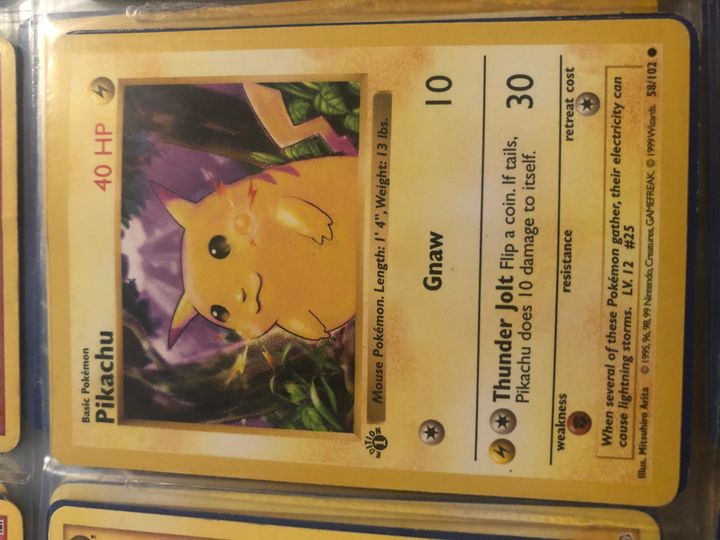 Basic Pokémon
Pikachu 40 HP
EDITION 1
Mouse Pokémon. Length: 1' 4", Weight: 13 lbs.
Gnaw 10
Thunder Jolt Flip a coin. If tails,
Pikachu does 10 damage to itself. 30
weakness resistance retreat cost
When several of these Pokémon gather, their electricity can
cause lightning storms. LV. 12 #25
Illus. Mitsuhiro Arita ©1995, 96, 98, 99 Nintendo, Creatures, GAMEFREAK. ©1999 Wizards. 58/102